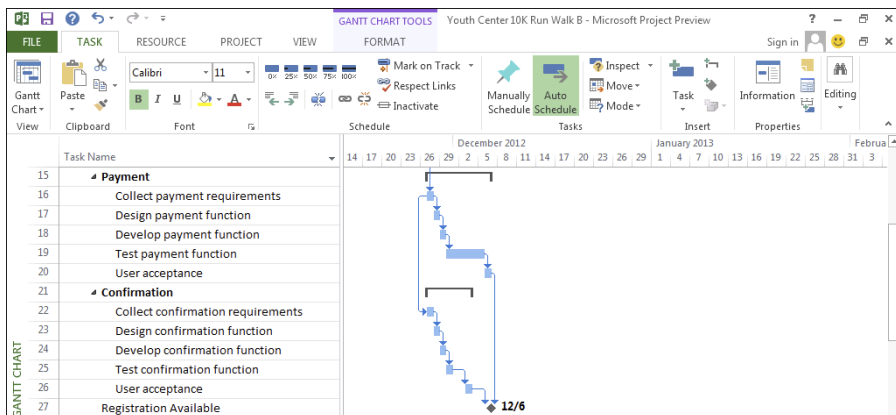 GANTT CHART TOOLS Youth Center 10K Run Walk B - Microsoft Project Preview
FILE TASK RESOURCE PROJECT VIEW FORMAT Sign in
Gantt Chart Paste Calibri 11 B I U A 0% 25% 50% 75% 100% Mark on Track Respect Links Inactivate Manually Schedule Auto Schedule Inspect Move Mode Task Information Editing
View Clipboard Font Schedule Tasks Insert Properties
December 2012 January 2013 Februa
Task Name 14 17 20 23 26 29 2 5 8 11 14 17 20 23 26 29 1 4 7 10 13 16 19 22 25 28 31 3
15 Payment
16 Collect payment requirements
17 Design payment function
18 Develop payment function
19 Test payment function
20 User acceptance
21 Confirmation
22 Collect confirmation requirements
23 Design confirmation function
24 Develop confirmation function
25 Test confirmation function
26 User acceptance
27 Registration Available 12/6
GANTT CHART